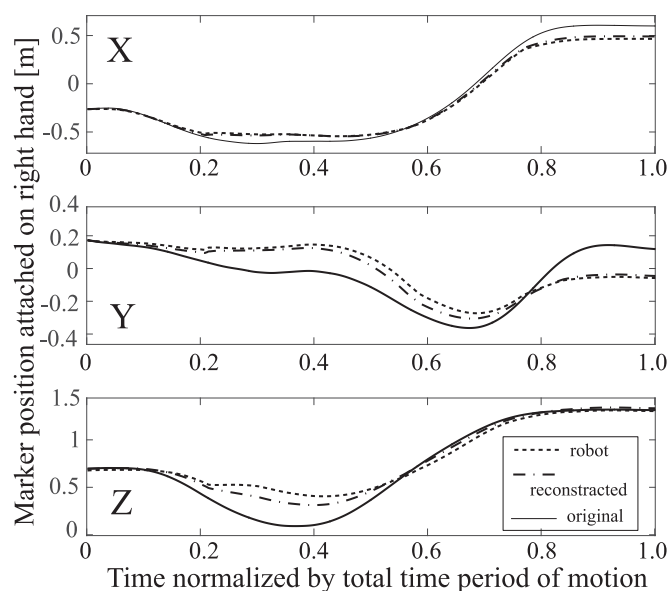 Marker position attached on right hand [m]
X
0.5
0
-0.5
0 0.2 0.4 0.6 0.8 1.0
Y
0.4
0.2
0
-0.2
-0.4
0 0.2 0.4 0.6 0.8 1.0
Z
1.5
1
0.5
0
robot
reconstracted
original
0 0.2 0.4 0.6 0.8 1.0
Time normalized by total time period of motion